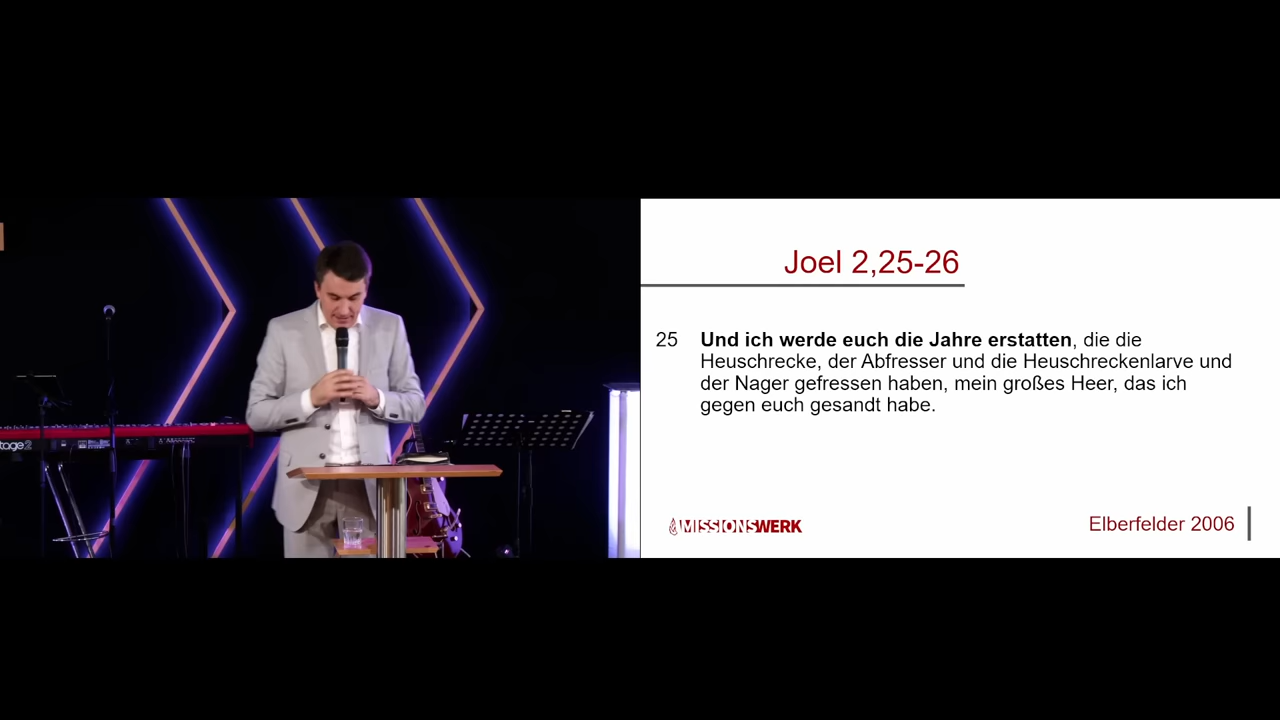 tage2
Joel 2,25-26
25 Und ich werde euch die Jahre erstatten, die die
Heuschrecke, der Abfresser und die Heuschreckenlarve und
der Nager gefressen haben, mein großes Heer, das ich
gegen euch gesandt habe.
MISSIONSWERK
Elberfelder 2006